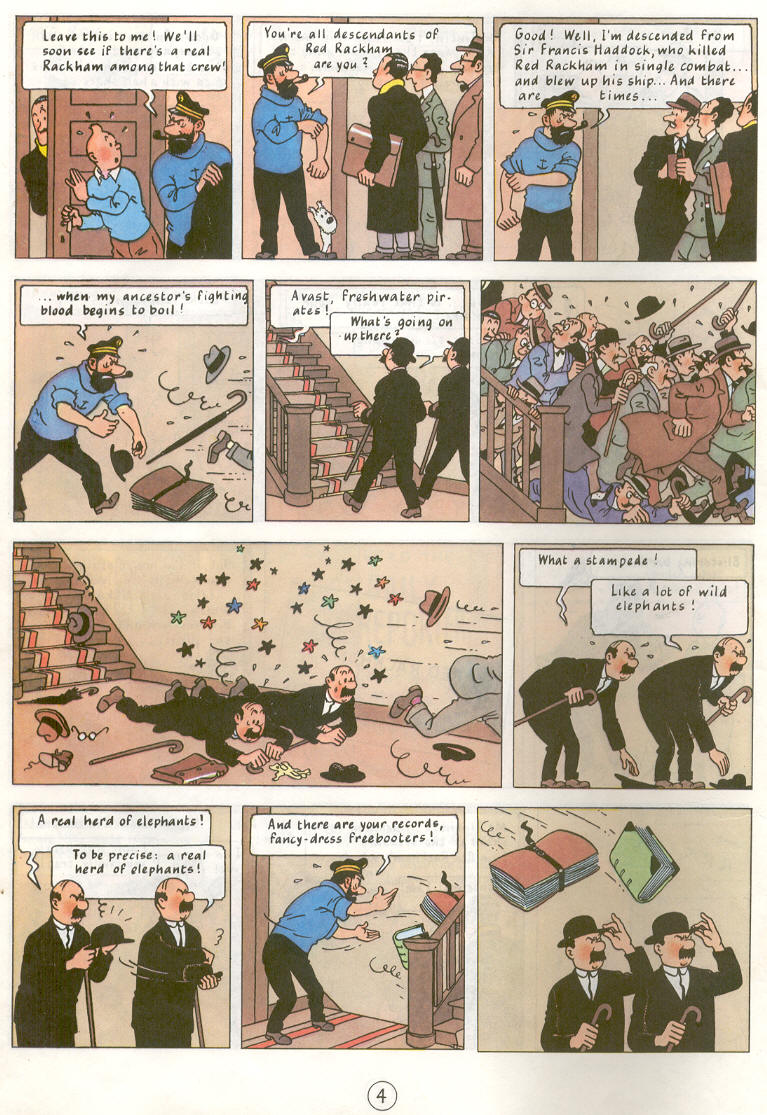 Leave this to me! We'll
soon see if there's a real
Rackham among that crew!
You're all descendants of
Red Rackham
are you?
Good! Well, I'm descended from
Sir Francis Haddock, who killed
Red Rackham in single combat...
and blew up his ship... And there
are times...
... when my ancestor's fighting
blood begins to boil!
Avast, freshwater pir-
ates!
What's going on
up there?
What a stampede!
Like a lot of wild
elephants!
A real herd of elephants!
To be precise: a real
herd of elephants!
And there are your records,
fancy-dress freebooters!
4